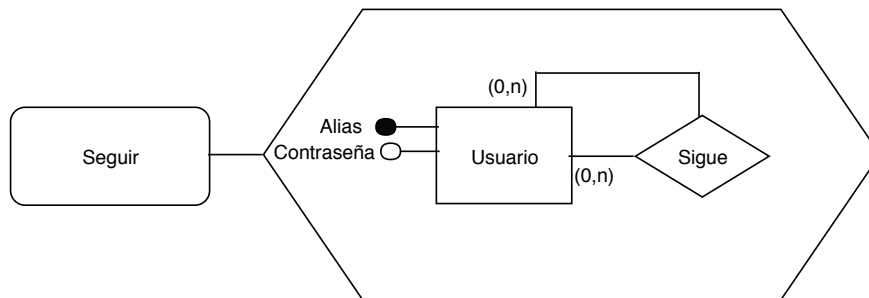 (0,n)
Alias
Seguir
Contraseña
Usuario
Sigue
(0,n)